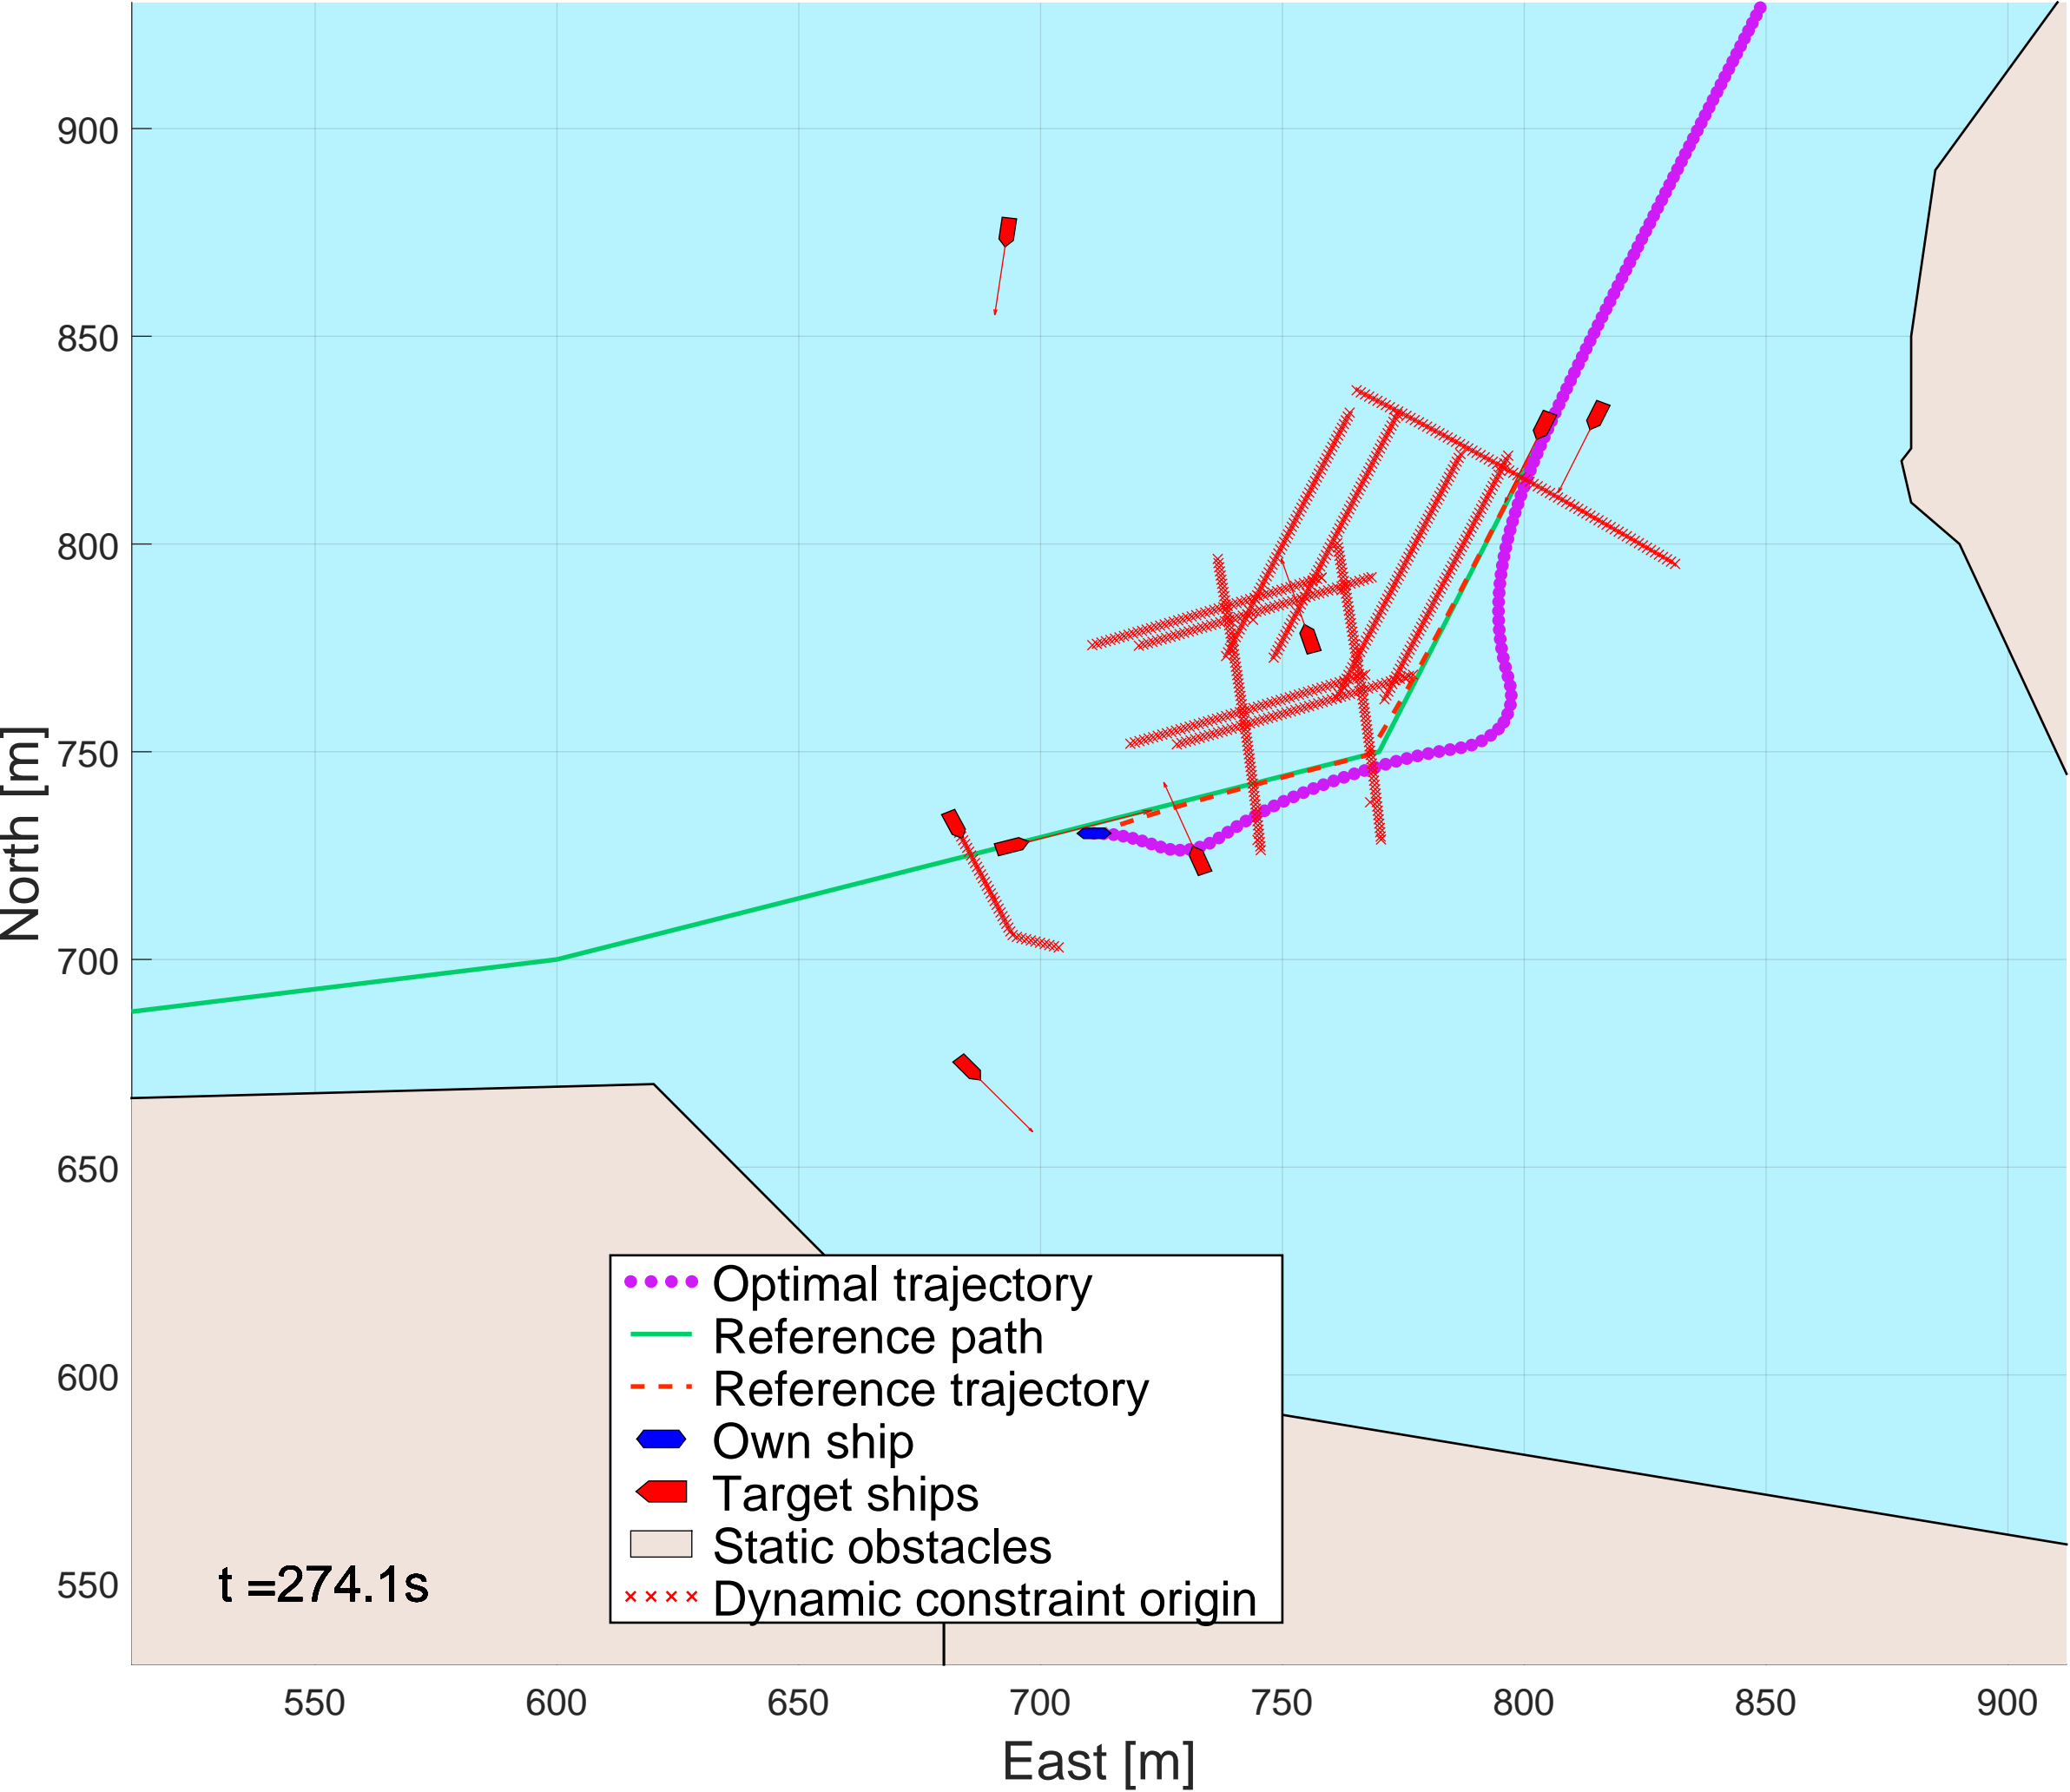 900
850
800
750
700
650
600
550
North [m]
Optimal trajectory
Reference path
Reference trajectory
Own ship
Target ships
Static obstacles
Dynamic constraint origin
t =274.1s
550 600 650 700 750 800 850 900
East [m]